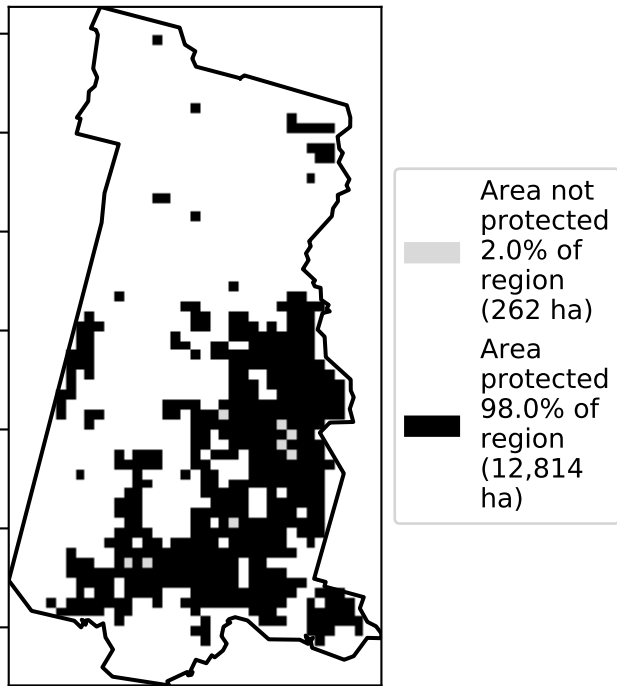 Area not
protected
2.0% of
region
(262 ha)
Area
protected
98.0% of
region
(12,814
ha)